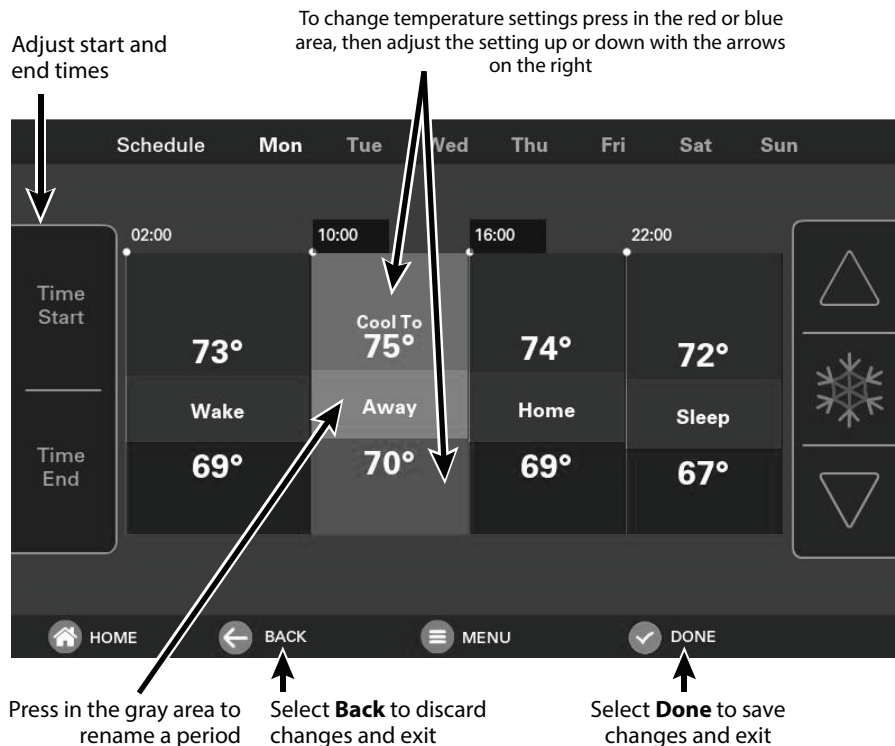 To change temperature settings press in the red or blue
area, then adjust the setting up or down with the arrows
on the right
Adjust start and
end times
Schedule Mon Tue Wed Thu Fri Sat Sun
02:00 10:00 16:00 22:00
Time
Start
Cool To
73° 75° 74° 72°
Wake Away Home Sleep
Time
End
69° 70° 69° 67°
HOME BACK MENU DONE
Press in the gray area to
rename a period
Select Back to discard
changes and exit
Select Done to save
changes and exit